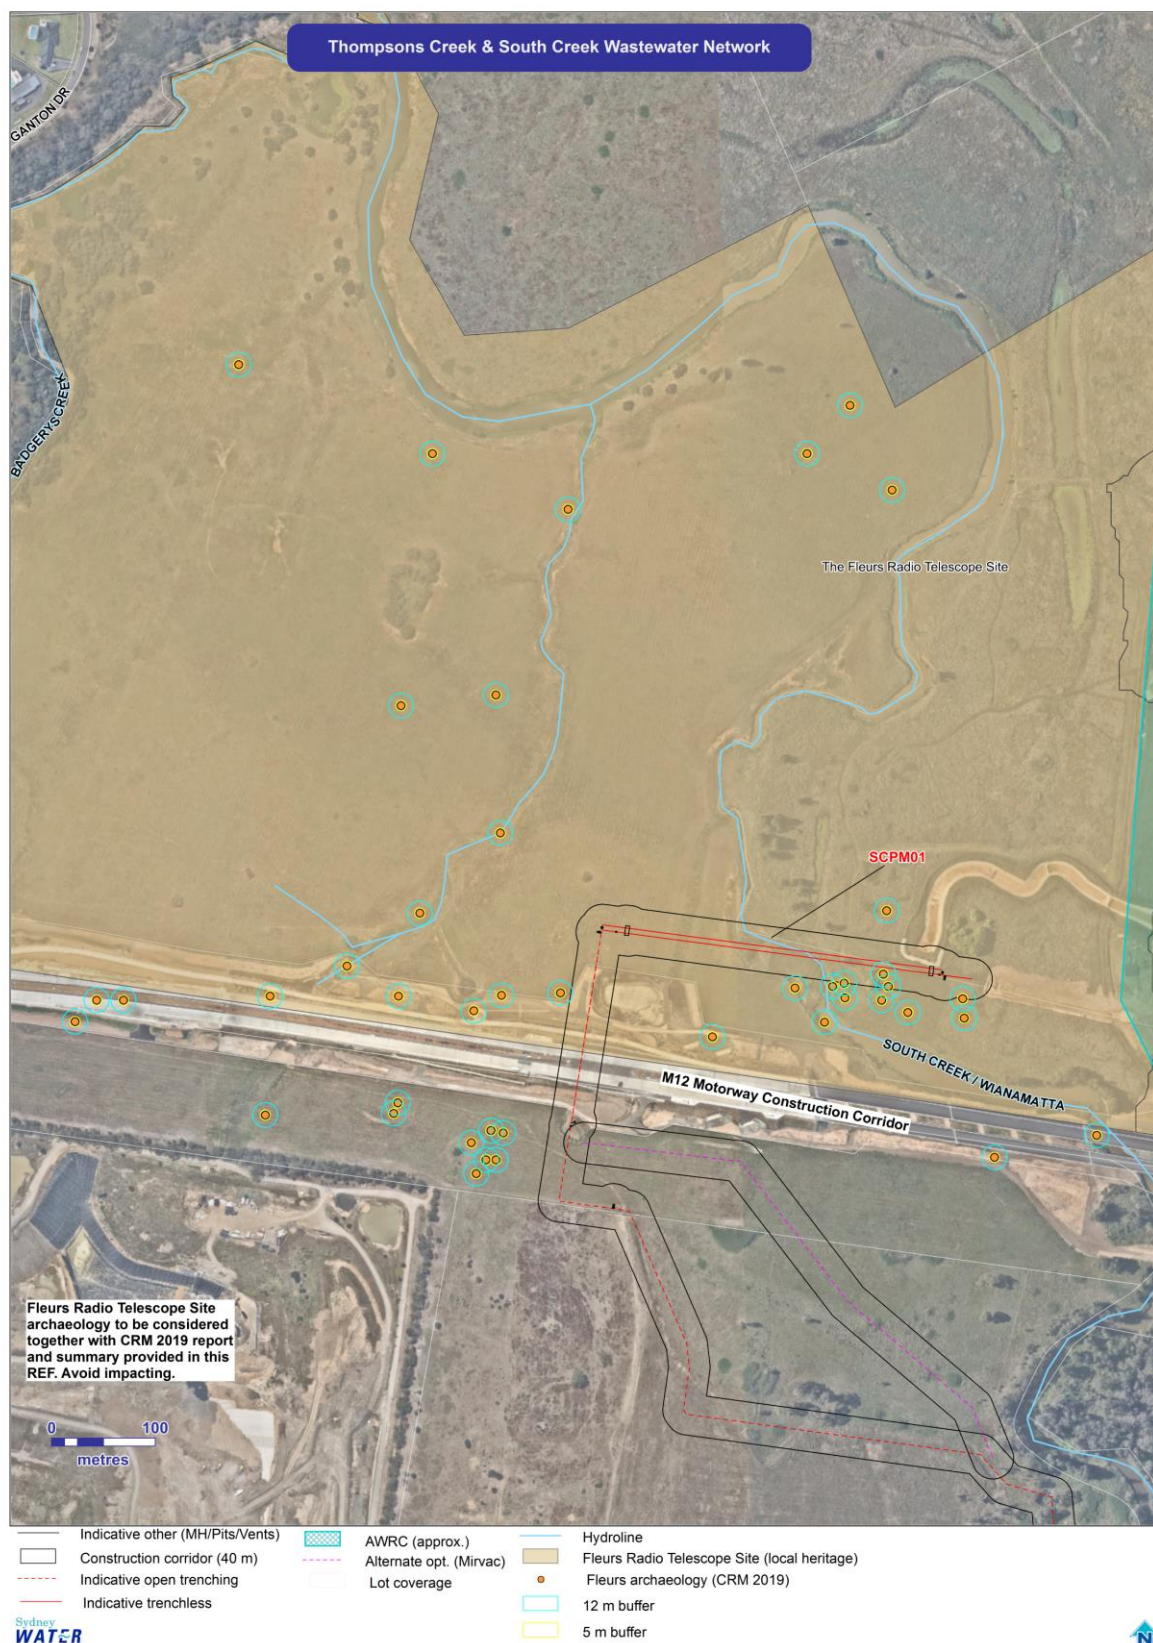 Thompsons Creek & South Creek Wastewater Network
GANTON DR
BADGERYSCREEK
The Fleurs Radio Telescope Site
SCPM01
SOUTH CREEK / WIANAMATTA
M12 Motorway Construction Corridor
Fleurs Radio Telescope Site
archaeology to be considered
together with CRM 2019 report
and summary provided in this
REF. Avoid impacting.
0 100
metres
Indicative other (MH/Pits/Vents)
Construction corridor (40 m)
Indicative open trenching
Indicative trenchless
AWRC (approx.)
Alternate opt. (Mirvac)
Lot coverage
Hydroline
Fleurs Radio Telescope Site (local heritage)
Fleurs archaeology (CRM 2019)
12 m buffer
5 m buffer
Sydney
WATER
N